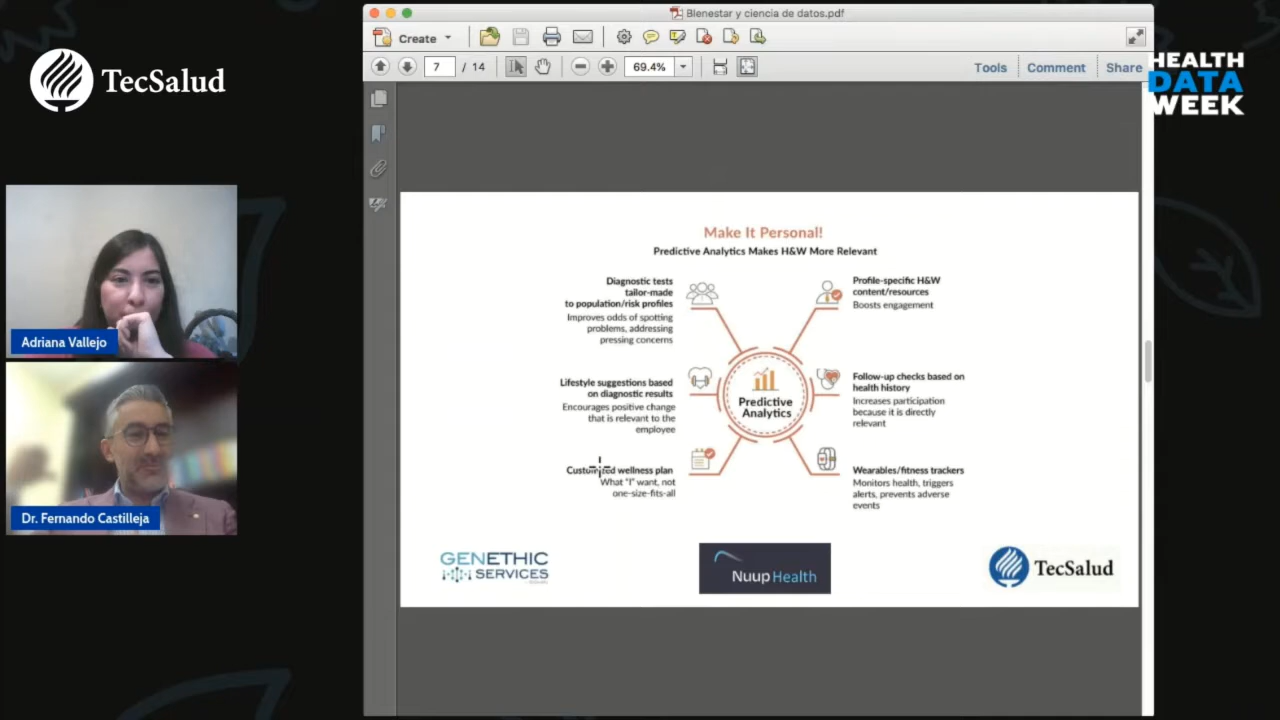 TecSalud
HEALTH
DATA
WEEK
Bienestar y ciencia de datos.pdf
Create
7 / 14
69.4%
Tools
Comment
Share
Make It Personal!
Predictive Analytics Makes H&W More Relevant
Diagnostic tests
tailor-made
to population/risk profiles
Improves odds of spotting
problems, addressing
pressing concerns
Profile-specific H&W
content/resources
Boosts engagement
Lifestyle suggestions based
on diagnostic results
Encourages positive change
that is relevant to the
employee
Predictive
Analytics
Follow-up checks based on
health history
Increases participation
because it is directly
relevant
Customized wellness plan
What "I" want, not
one-size-fits-all
Wearables/fitness trackers
Monitors health, triggers
alerts, prevents adverse
events
GENETHIC
SERVICES
Nuup Health
TecSalud
Adriana Vallejo
Dr. Fernando Castilleja